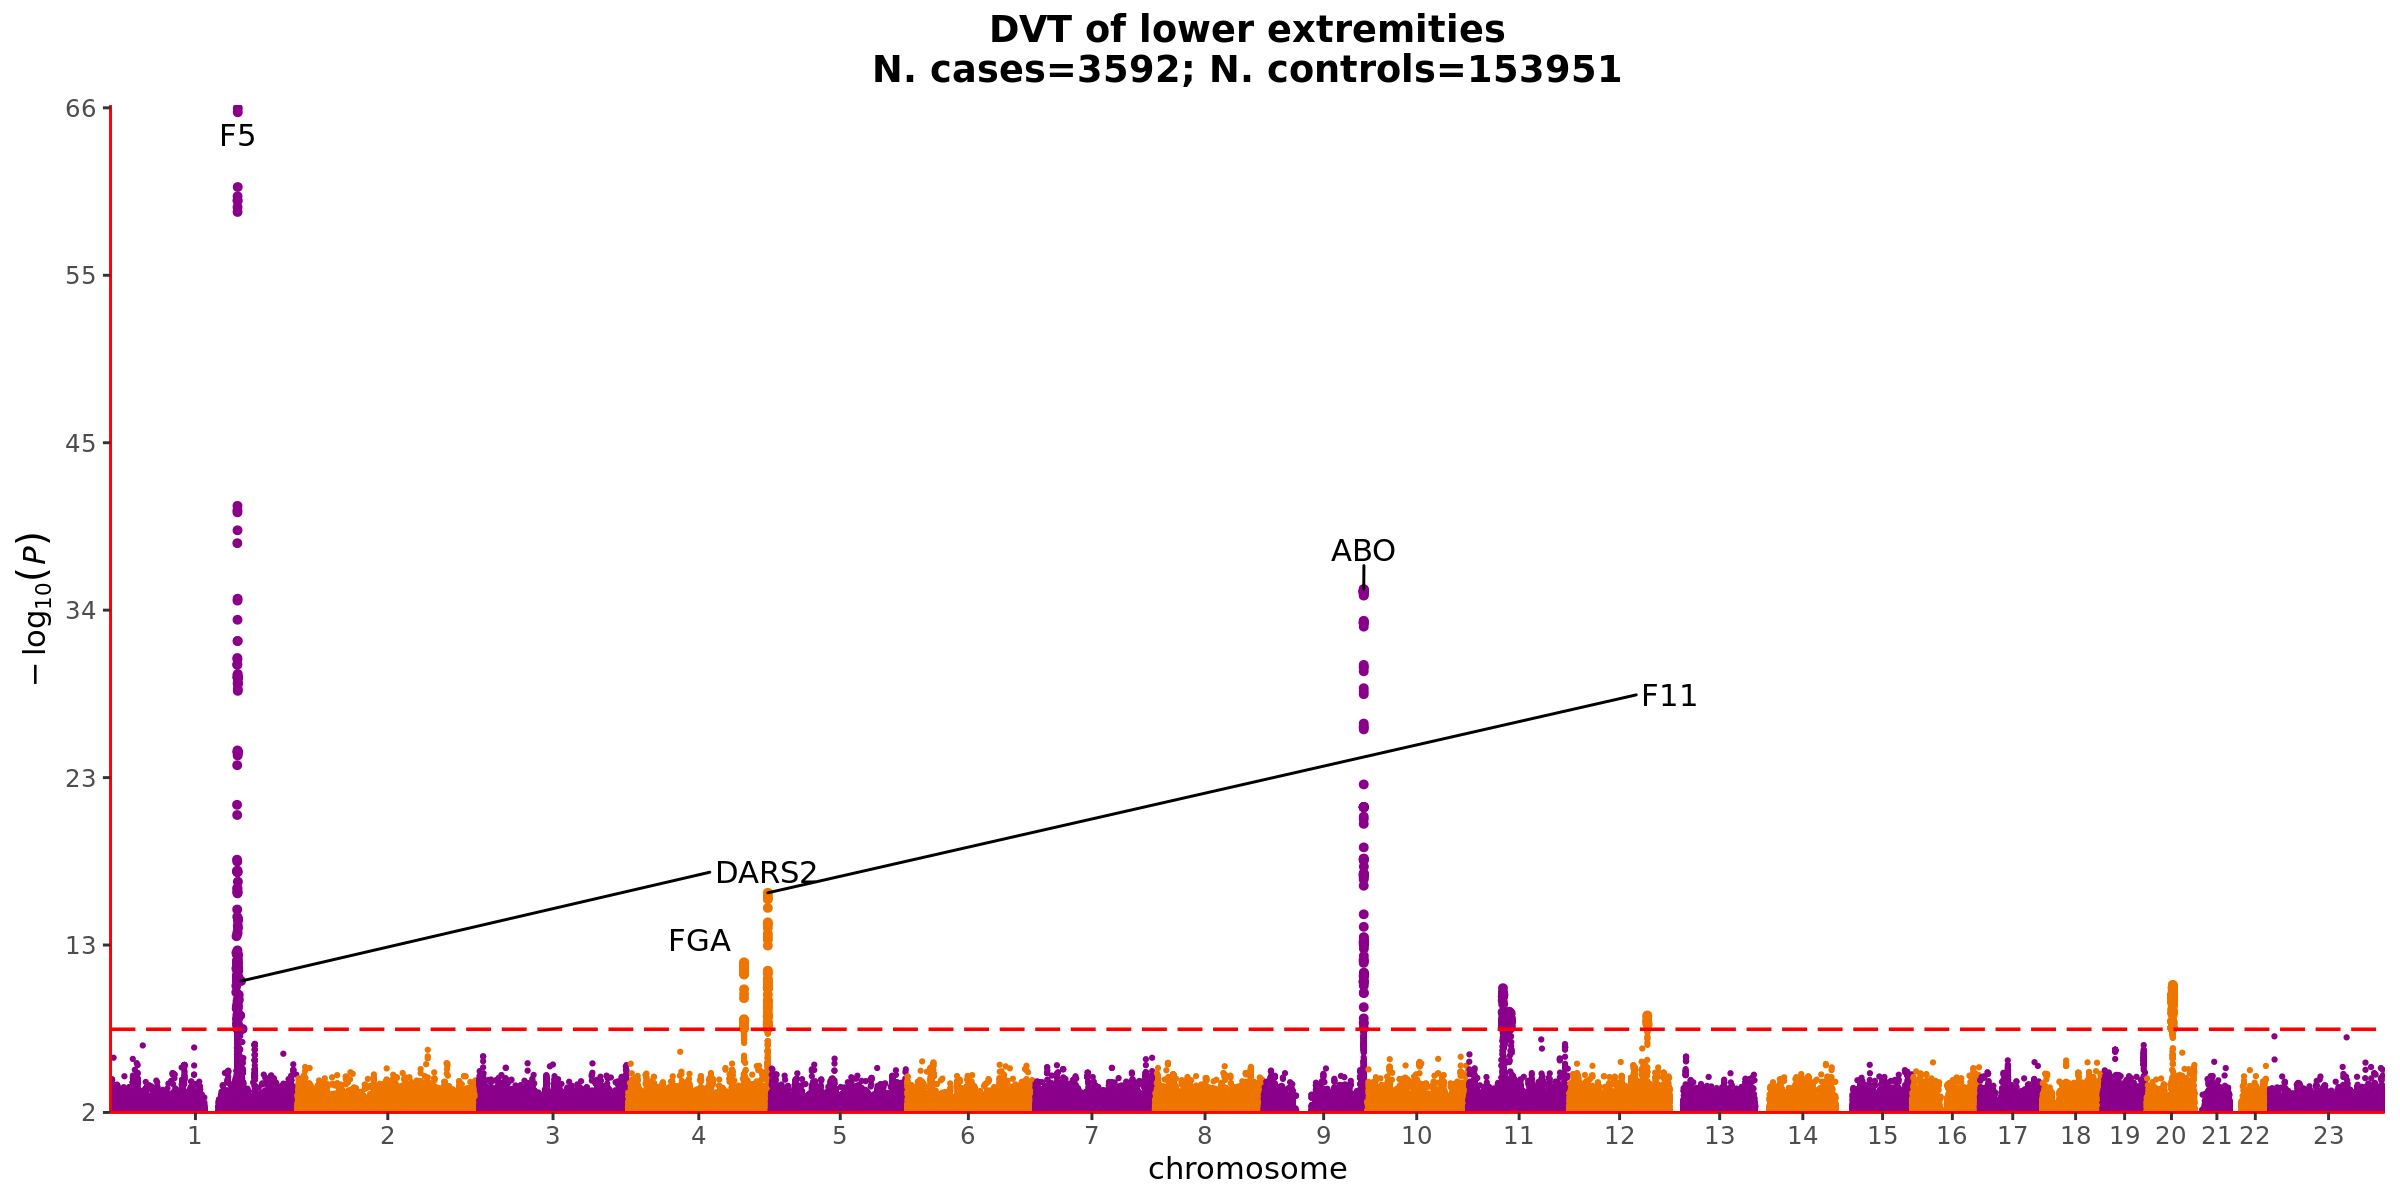 DVT of lower extremities
N. cases=3592; N. controls=153951
66
F5
55
45
ABO
34
− log10(P)
F11
23
DARS2
13
FGA
2
1 2 3 4 5 6 7 8 9 10 11 12 13 14 15 16 17 18 19 20 21 22 23
chromosome